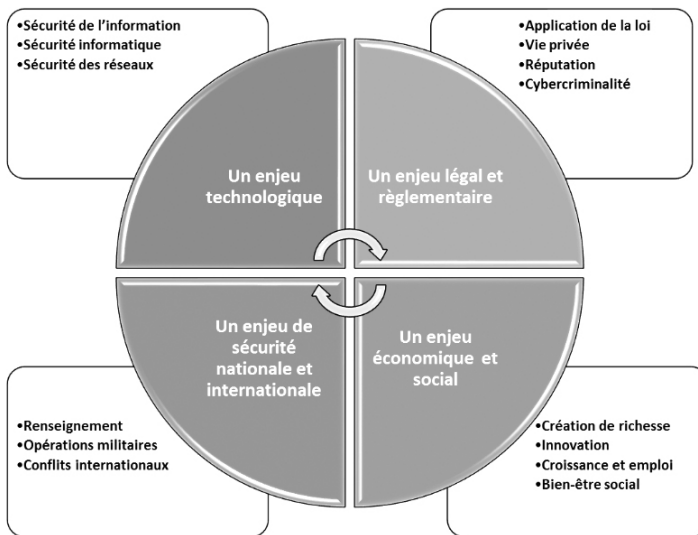 •Sécurité de l’information
•Sécurité informatique
•Sécurité des réseaux
•Application de la loi
•Vie privée
•Réputation
•Cybercriminalité
Un enjeu
technologique
Un enjeu légal et
règlementaire
Un enjeu de
sécurité
nationale et
internationale
Un enjeu
économique et
social
•Renseignement
•Opérations militaires
•Conflits internationaux
•Création de richesse
•Innovation
•Croissance et emploi
•Bien-être social